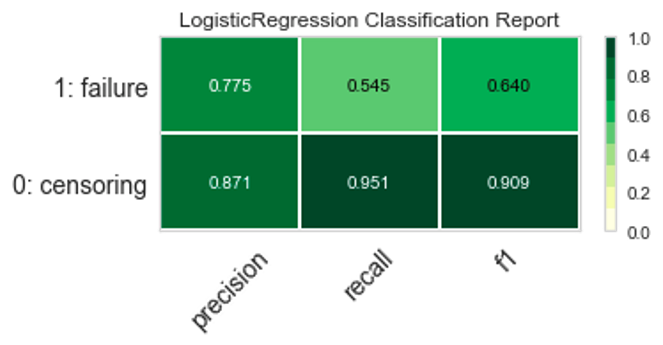 LogisticRegression Classification Report
1: failure 0.775 0.545 0.640
0: censoring 0.871 0.951 0.909
precision recall f1
1.0
0.8
0.6
0.4
0.2
0.0